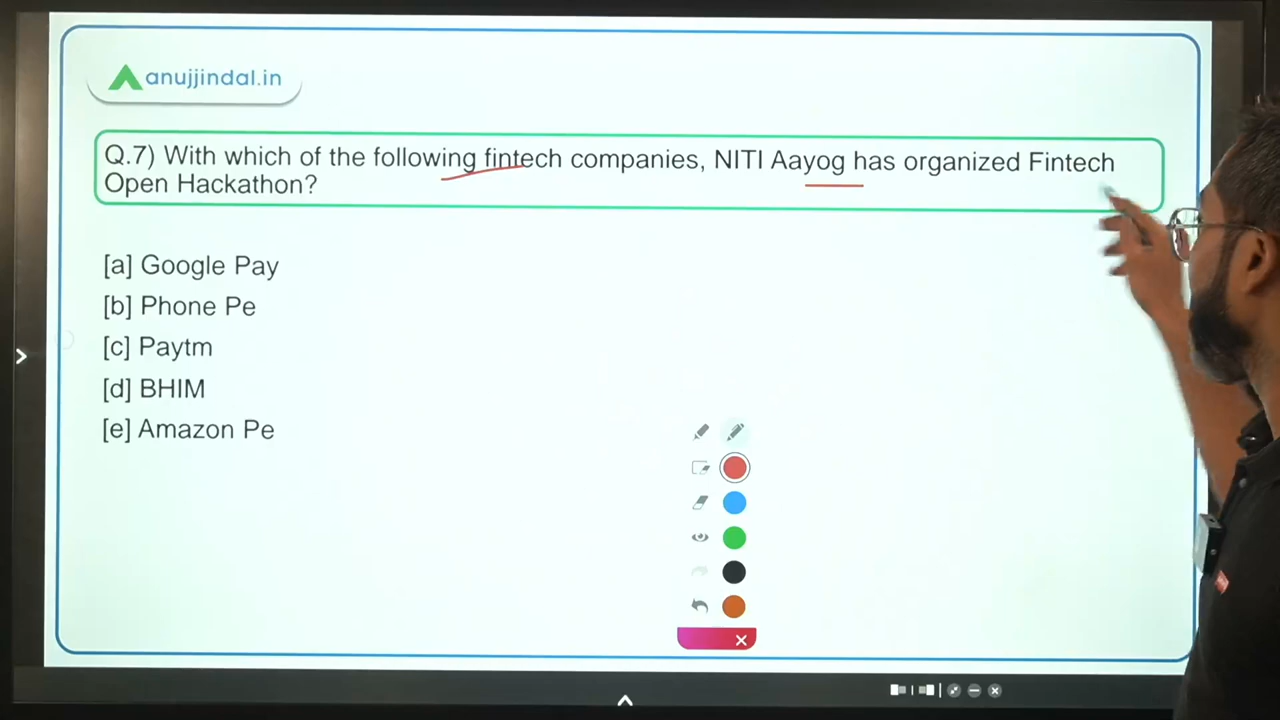 anujjindal.in
Q.7) With which of the following fintech companies, NITI Aayog has organized Fintech
Open Hackathon?
[a] Google Pay
[b] Phone Pe
[c] Paytm
[d] BHIM
[e] Amazon Pe